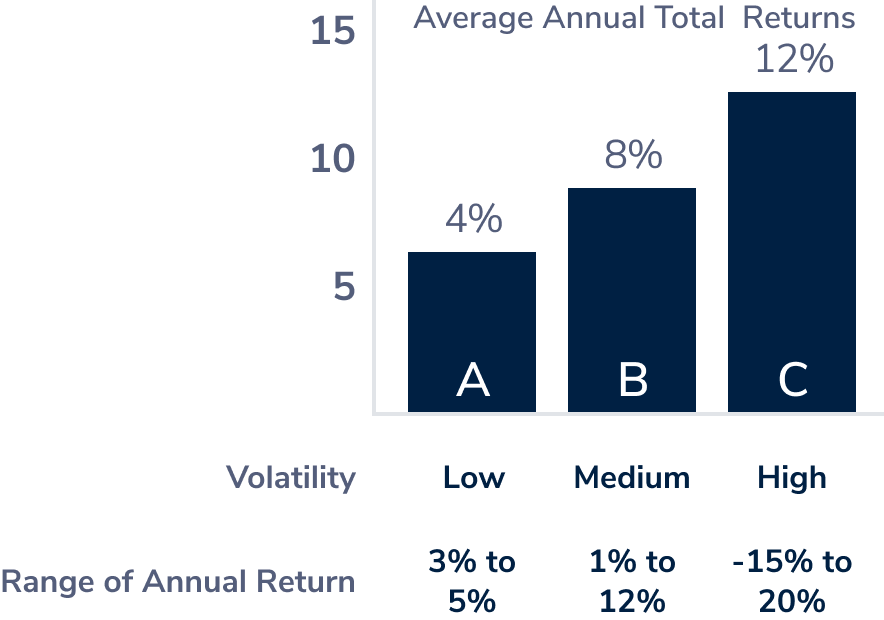 Average Annual Total Returns
15
12%
10
8%
4%
5
A B C
Volatility Low Medium High
Range of Annual Return 3% to 1% to -15% to
5% 12% 20%